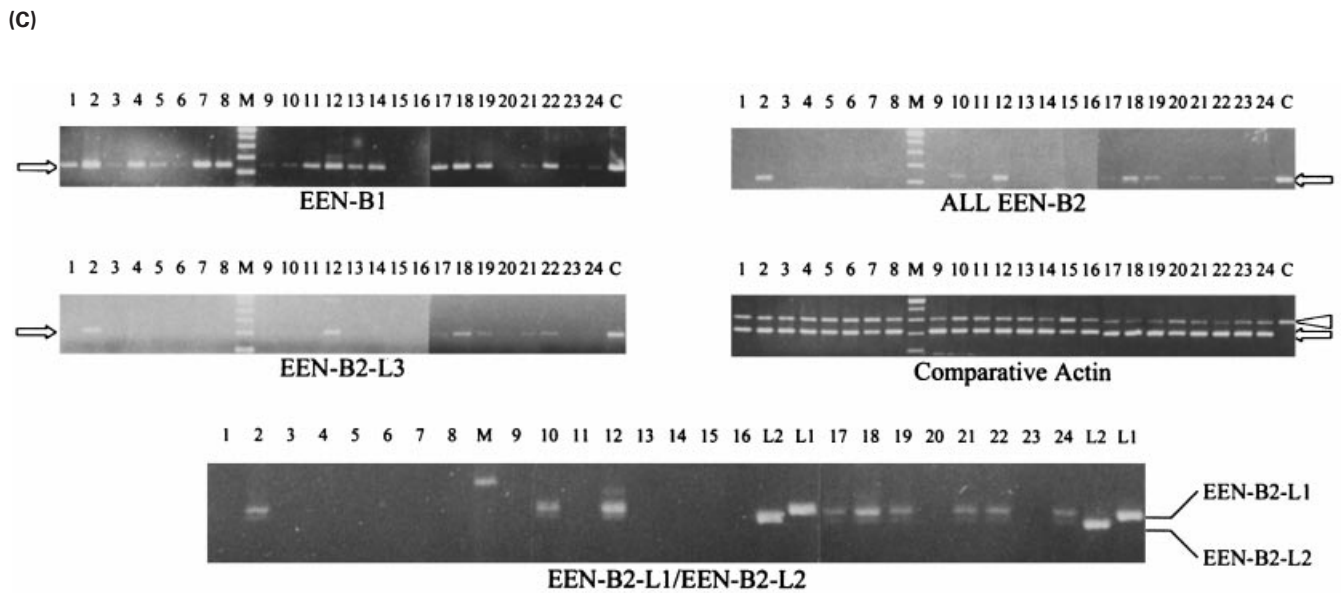 (C)
1 2 3 4 5 6 7 8 M 9 10 11 12 13 14 15 16 17 18 19 20 21 22 23 24 C
EEN-B1
1 2 3 4 5 6 7 8 M 9 10 11 12 13 14 15 16 17 18 19 20 21 22 23 24 C
ALL EEN-B2
1 2 3 4 5 6 7 8 M 9 10 11 12 13 14 15 16 17 18 19 20 21 22 23 24 C
EEN-B2-L3
1 2 3 4 5 6 7 8 M 9 10 11 12 13 14 15 16 17 18 19 20 21 22 23 24 C
Comparative Actin
1 2 3 4 5 6 7 8 M 9 10 11 12 13 14 15 16 L2 L1 17 18 19 20 21 22 23 24 L2 L1
EEN-B2-L1
EEN-B2-L2
EEN-B2-L1/EEN-B2-L2